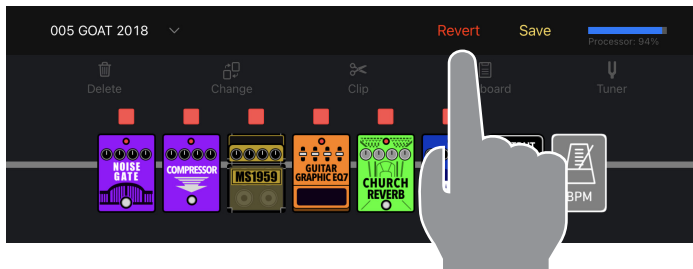 005 GOAT 2018
Revert
Save
Processor: 94%
Delete
Change
Clip
Tuner
NOISE
GATE
COMPRESSOR
MS1959
GUITAR
GRAPHIC EQ7
CHURCH
REVERB
BPM